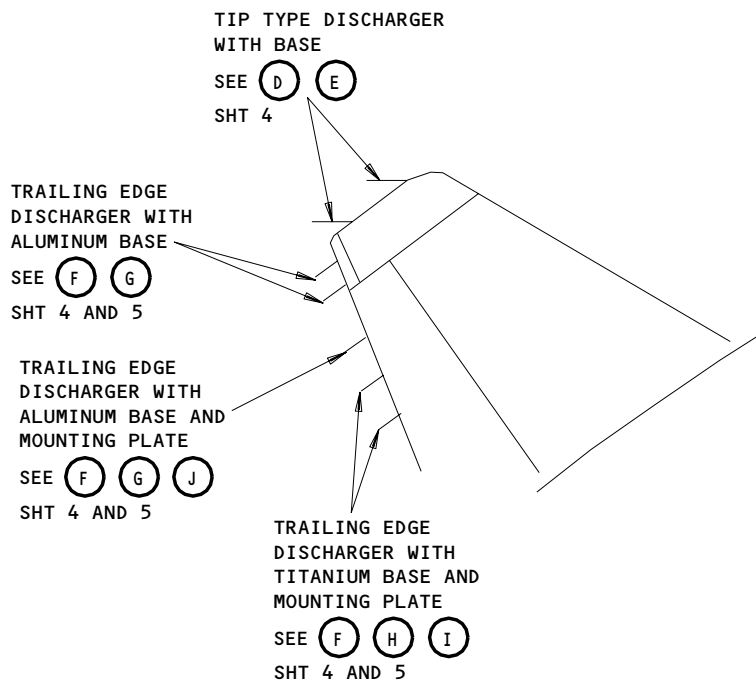 TIP TYPE DISCHARGER
WITH BASE
SEE D E
SHT 4
TRAILING EDGE
DISCHARGER WITH
ALUMINUM BASE
SEE F G
SHT 4 AND 5
TRAILING EDGE
DISCHARGER WITH
ALUMINUM BASE AND
MOUNTING PLATE
SEE F G J
SHT 4 AND 5
TRAILING EDGE
DISCHARGER WITH
TITANIUM BASE AND
MOUNTING PLATE
SEE F H I
SHT 4 AND 5